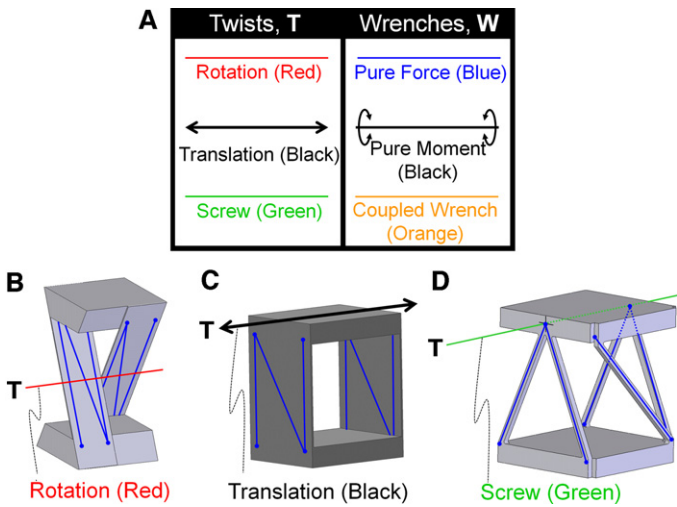 A
Twists, T
Wrenches, W
Rotation (Red)
Pure Force (Blue)
Translation (Black)
Pure Moment
(Black)
Screw (Green)
Coupled Wrench
(Orange)
B
C
D
T
T
T
Rotation (Red)
Translation (Black)
Screw (Green)